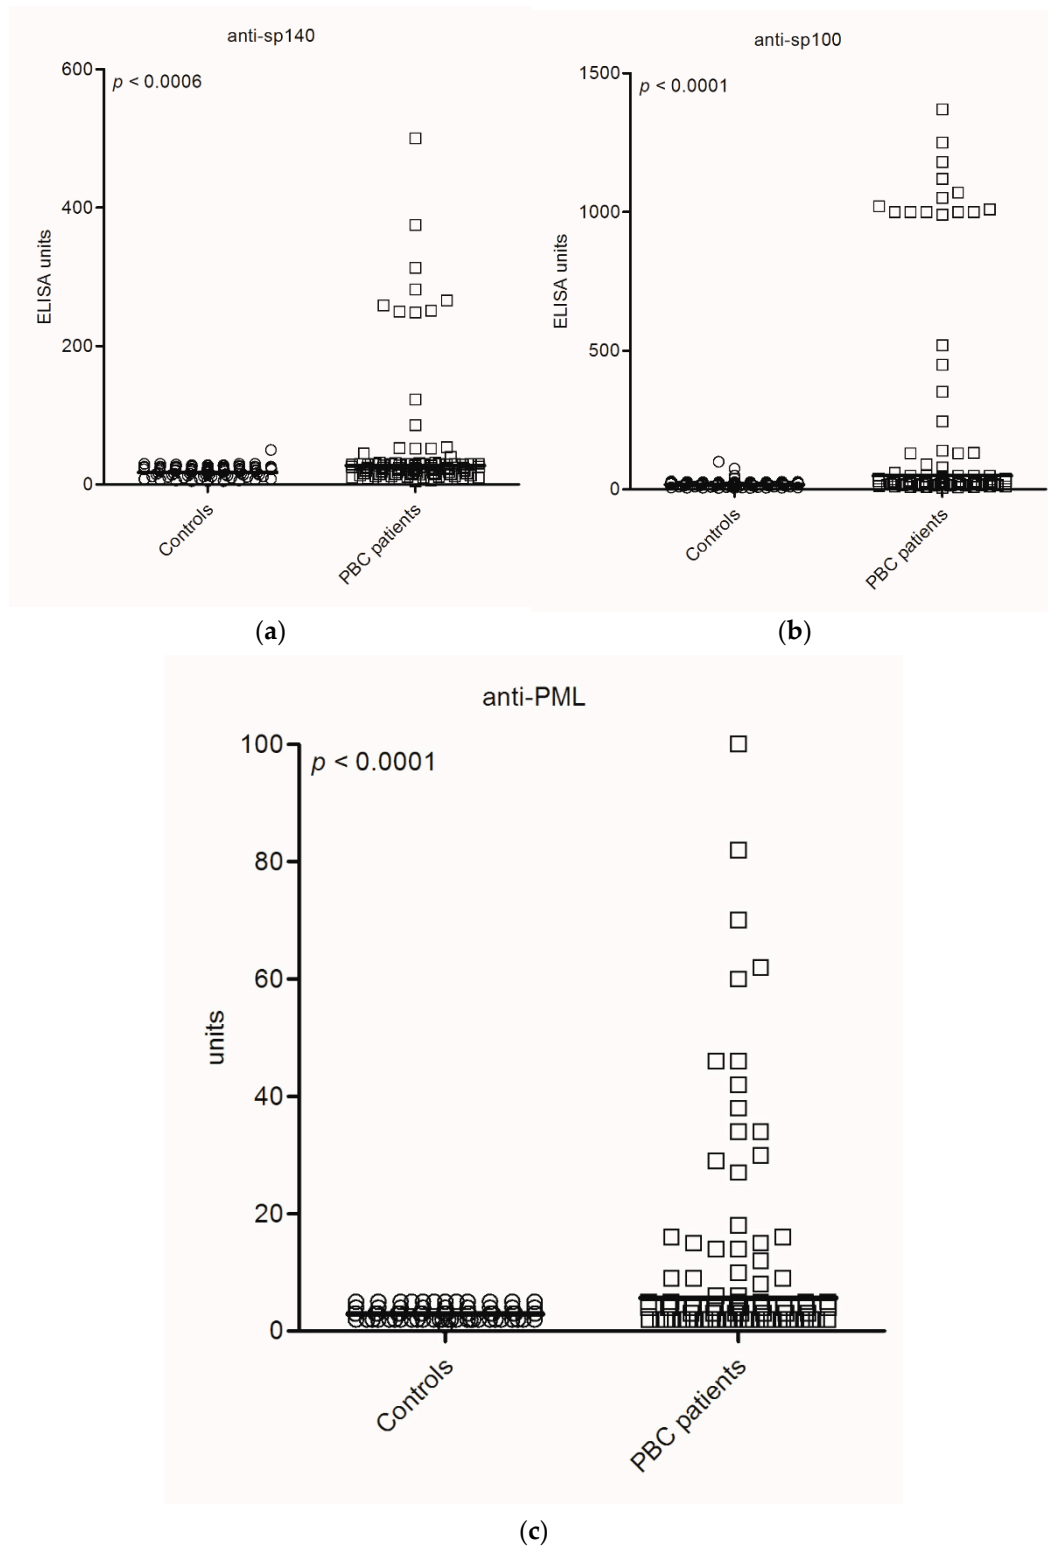 anti-sp140
600
p < 0.0006
400
ELISA units
200
0
Controls
PBC patients
(a)
anti-sp100
1500
p < 0.0001
1000
ELISA units
500
0
Controls
PBC patients
(b)
anti-PML
100
p < 0.0001
80
60
units
40
20
0
Controls
PBC patients
(c)